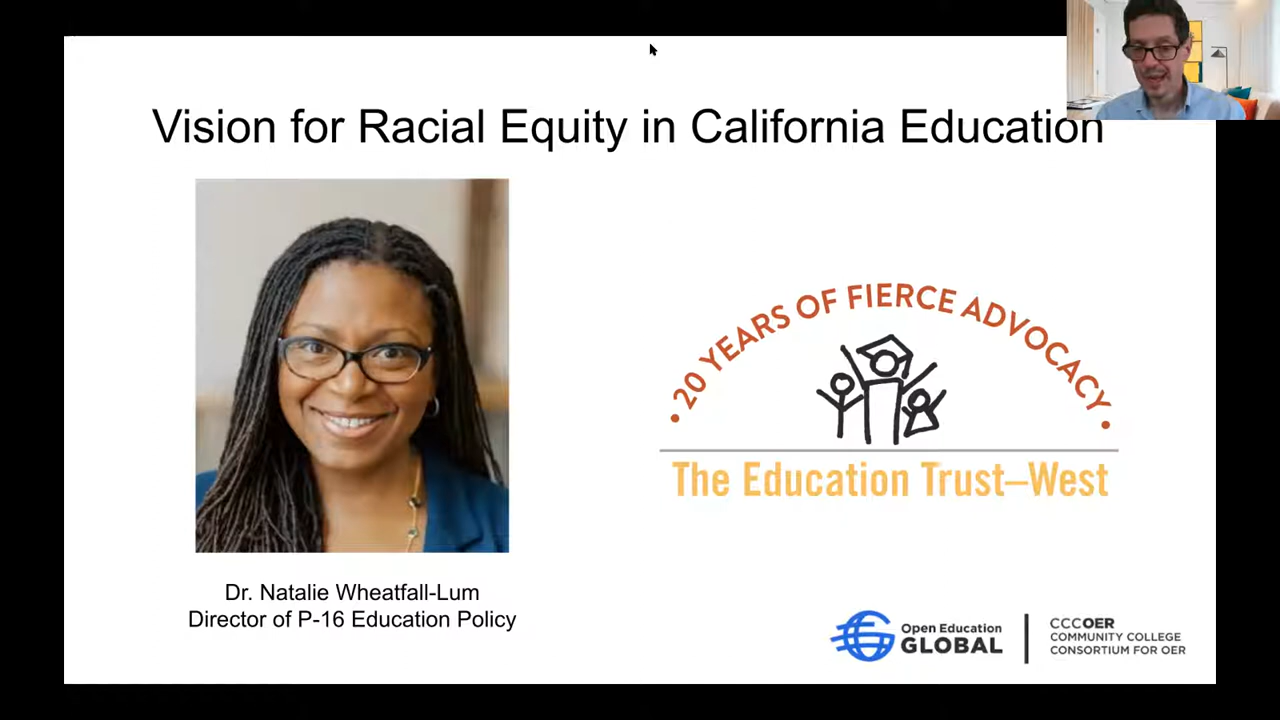 Vision for Racial Equity in California Education
• 20 YEARS OF FIERCE ADVOCACY •
The Education Trust–West
Dr. Natalie Wheatfall-Lum
Director of P-16 Education Policy
Open Education
GLOBAL
CCCOER
COMMUNITY COLLEGE
CONSORTIUM FOR OER